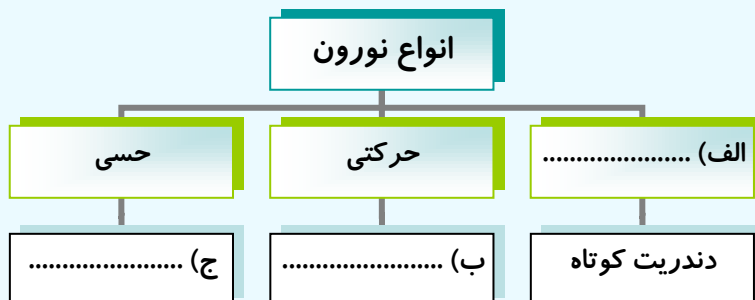 انواع نورون
الف) ......................
حرکتی
حسی
دندریت کوتاه
ب) ........................
ج) .......................